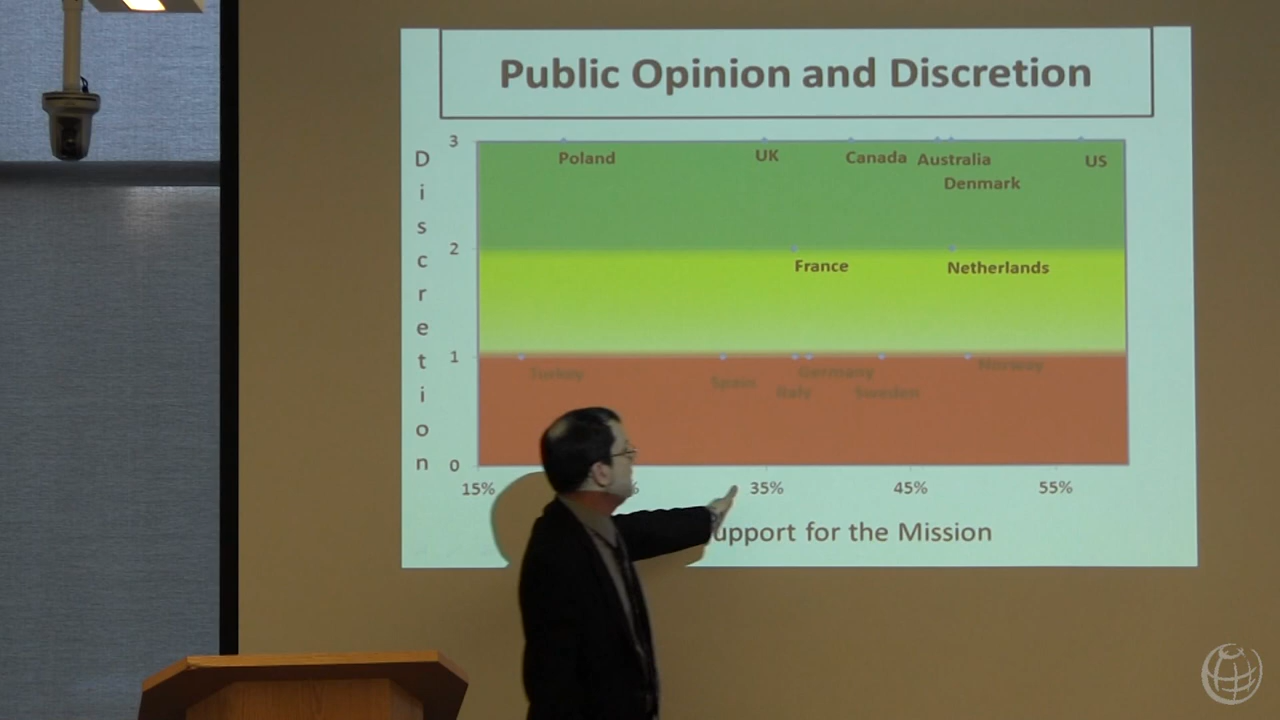 Public Opinion and Discretion
Discretion
3
Poland UK Canada Australia US
Denmark
2
France Netherlands
1
Turkey Spain Germany Norway
Italy Sweden
0
15% 35% 45% 55%
upport for the Mission